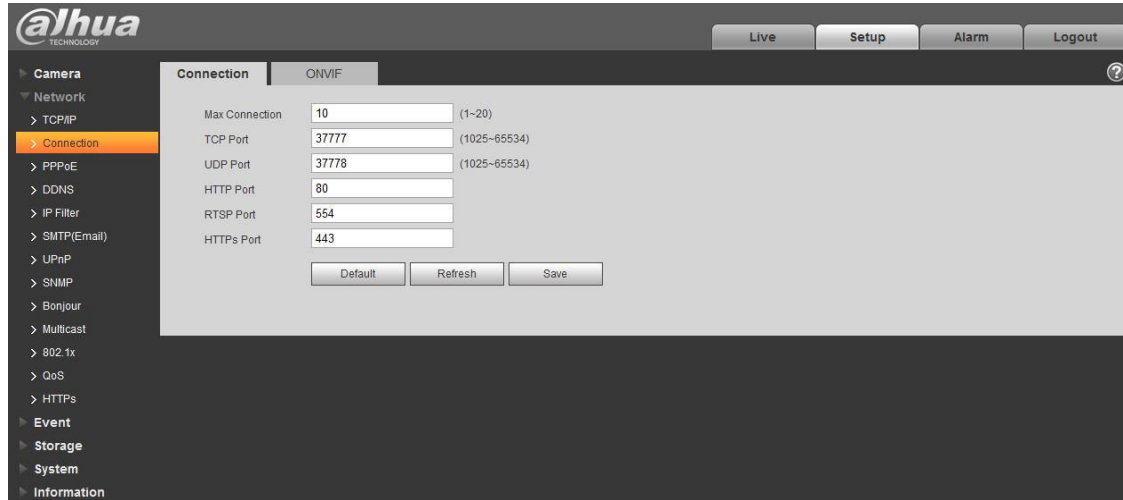 alhua
TECHNOLOGY
Live Setup Alarm Logout
Camera
Network
TCP/IP
Connection
PPPoE
DDNS
IP Filter
SMTP(Email)
UPnP
SNMP
Bonjour
Multicast
802.1x
QoS
HTTPs
Event
Storage
System
Information
Connection ONVIF
?
Max Connection 10 (1~20)
TCP Port 37777 (1025~65534)
UDP Port 37778 (1025~65534)
HTTP Port 80
RTSP Port 554
HTTPs Port 443
Default Refresh Save